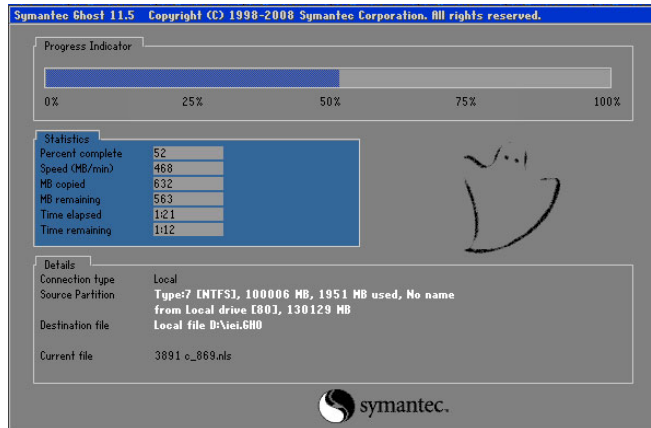 Symantec Ghost 11.5 Copyright (C) 1998-2008 Symantec Corporation. All rights reserved.
Progress Indicator
0% 25% 50% 75% 100%
Statistics
Percent complete 52
Speed (MB/min) 468
MB copied 632
MB remaining 563
Time elapsed 1:21
Time remaining 1:12
Details
Connection type Local
Source Partition Type:7 [NTFS], 100006 MB, 1951 MB used, No name
from Local drive [80], 130129 MB
Destination file Local file D:\iei.GHO
Current file 3891 c_869.nls
symantec.